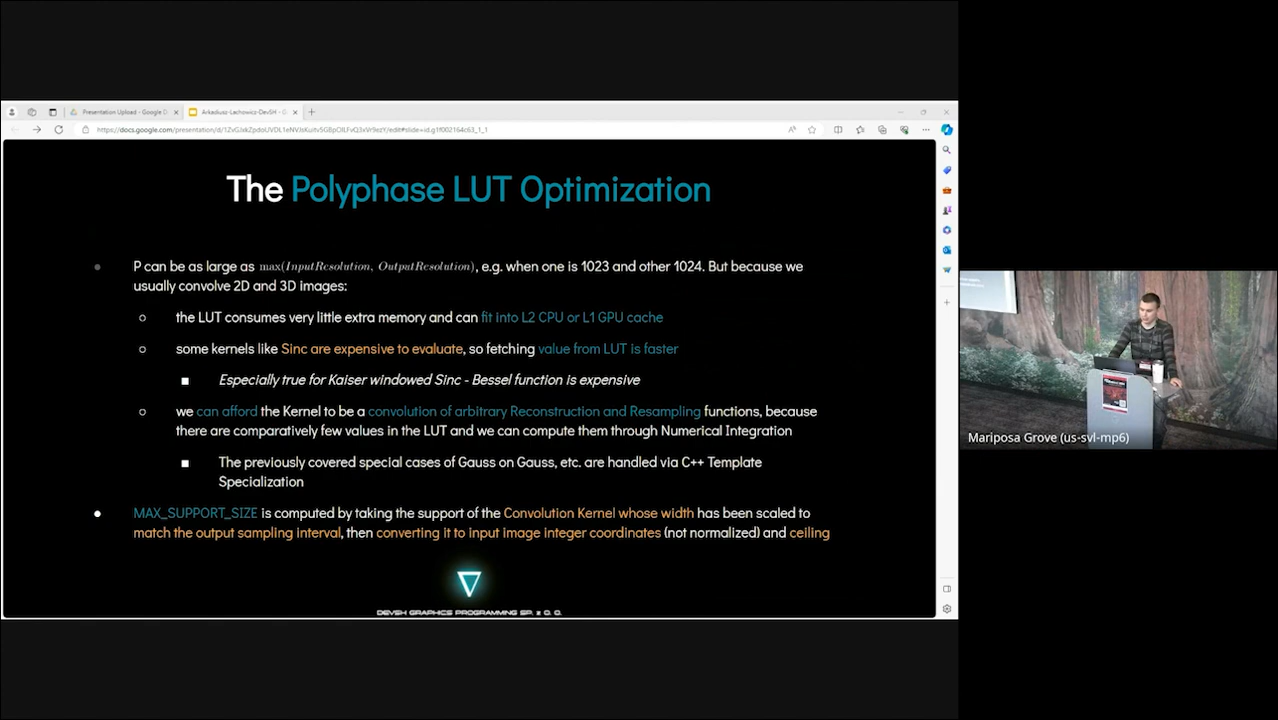 Presentation Upload - Google D
Arkadiusz-Lachowicz-DevSH - G
The Polyphase LUT Optimization
P can be as large as max(InputResolution, OutputResolution), e.g. when one is 1023 and other 1024. But because we
usually convolve 2D and 3D images:
the LUT consumes very little extra memory and can fit into L2 CPU or L1 GPU cache
some kernels like Sinc are expensive to evaluate, so fetching value from LUT is faster
Especially true for Kaiser windowed Sinc - Bessel function is expensive
we can afford the Kernel to be a convolution of arbitrary Reconstruction and Resampling functions, because
there are comparatively few values in the LUT and we can compute them through Numerical Integration
The previously covered special cases of Gauss on Gauss, etc. are handled via C++ Template
Specialization
MAX_SUPPORT_SIZE is computed by taking the support of the Convolution Kernel whose width has been scaled to
match the output sampling interval, then converting it to input image integer coordinates (not normalized) and ceiling
DEVSH GRAPHICS PROGRAMMING SP. z O. O.
Mariposa Grove (us-svl-mp6)